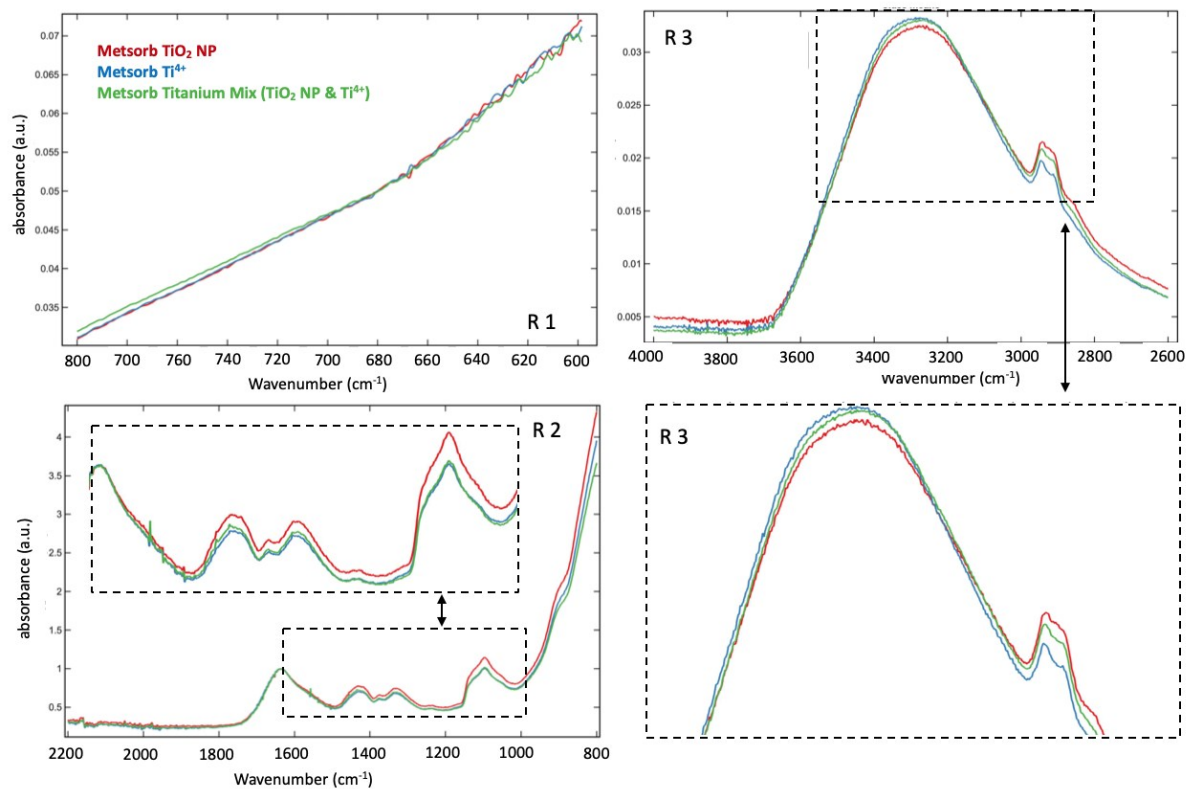 0.07
0.065
0.06
0.055
0.05
0.045
0.04
0.035
absorbance (a.u.)
Metsorb TiO₂ NP
Metsorb Ti⁴⁺
Metsorb Titanium Mix (TiO₂ NP & Ti⁴⁺)
R 1
800 700 760 740 720 700 680 660 640 620 600
Wavenumber (cm⁻¹)
R 3
0.03
0.025
0.02
0.015
0.01
0.005
4000 3800 3600 3400 3200 3000 2800 2600
Wavenumber (cm⁻¹)
R 2
4
3.5
3
2.5
2
1.5
1
0.5
absorbance (a.u.)
2200 2000 1800 1600 1400 1200 1000 800
Wavenumber (cm⁻¹)
R 3